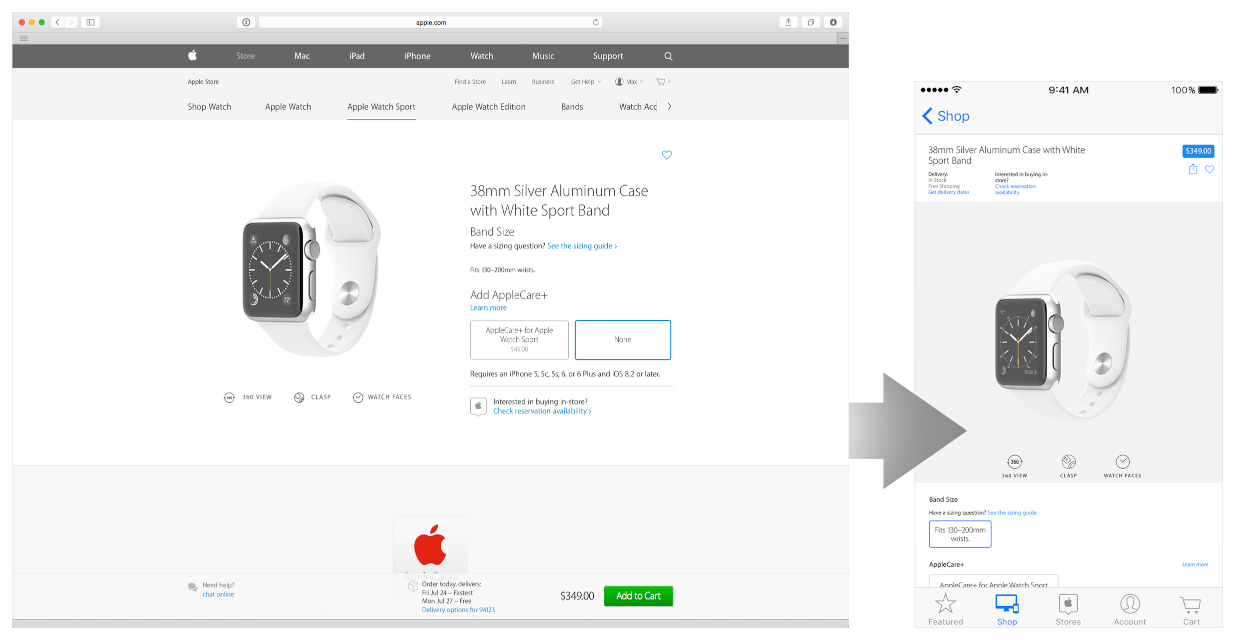 apple.com
Store Mac iPad iPhone Watch Music Support
Apple Store Find a Store Learn Business Get Help Max
Shop Watch Apple Watch Apple Watch Sport Apple Watch Edition Bands Watch Acc
38mm Silver Aluminum Case
with White Sport Band
Band Size
Have a sizing question? See the sizing guide ›
Fits 130–200mm wrists.
Add AppleCare+
Learn more
AppleCare+ for Apple
Watch Sport
$49.00
None
Requires an iPhone 5, 5c, 5s, 6, or 6 Plus and iOS 8.2 or later.
360 VIEW CLASP WATCH FACES
Interested in buying in-store?
Check reservation availability ›
Need help?
chat online
Order today, delivers:
Fri Jul 24 – Fastest
Mon Jul 27 – Free
Delivery options for 94123
$349.00
Add to Cart
9:41 AM 100%
Shop
38mm Silver Aluminum Case with White
Sport Band
$349.00
Delivery:
In Stock
Free Shipping
Get delivery dates
Interested in buying in-
store?
Check reservation
availability
360
360 VIEW CLASP WATCH FACES
Band Size
Have a sizing question? See the sizing guide
Fits 130–200mm
wrists.
AppleCare+ Learn more
AppleCare+ for Apple Watch Sport
Featured Shop Stores Account Cart